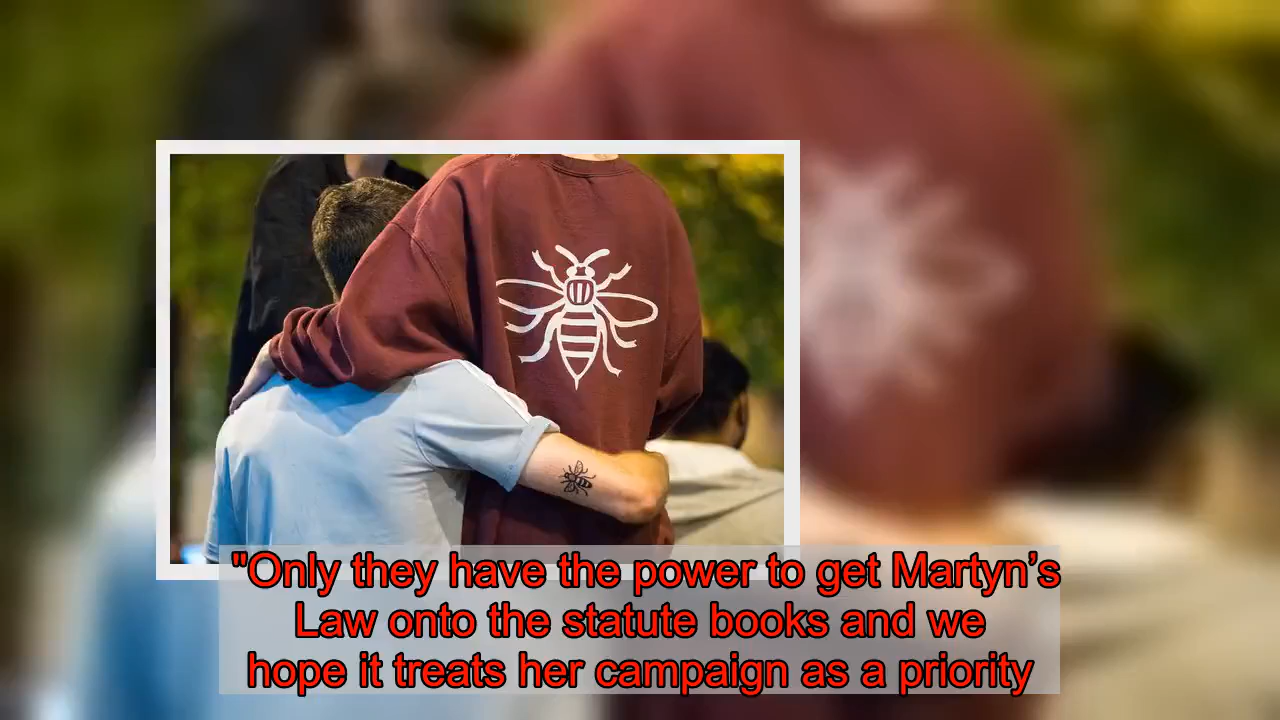 "Only they have the power to get Martyn’s
Law onto the statute books and we
hope it treats her campaign as a priority